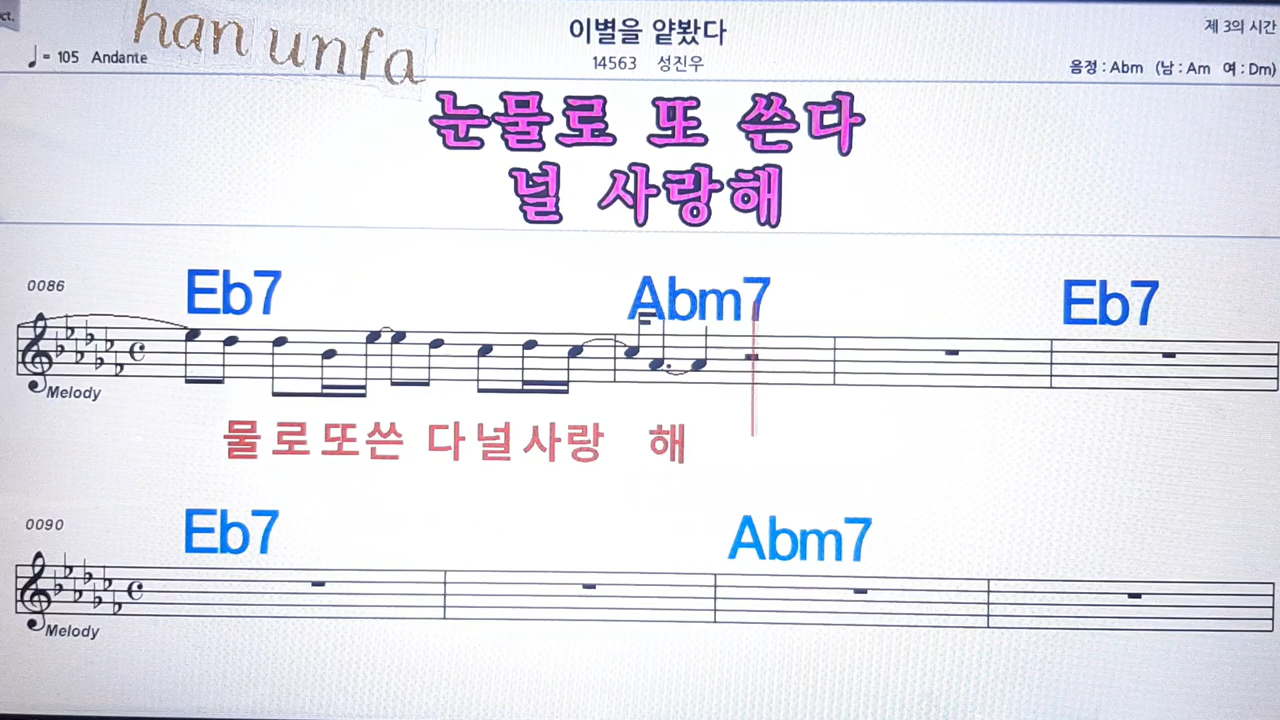 ct.
han unfa
♩= 105 Andante
이별을 얕봤다
14563 성진우
제 3의 시간
음정 : Abm (남 : Am 여 : Dm)
눈물로 또 쓴다
널 사랑해
0086
Eb7 Abm7 Eb7
Melody
물로또쓴 다널사랑 해
0090
Eb7 Abm7
Melody